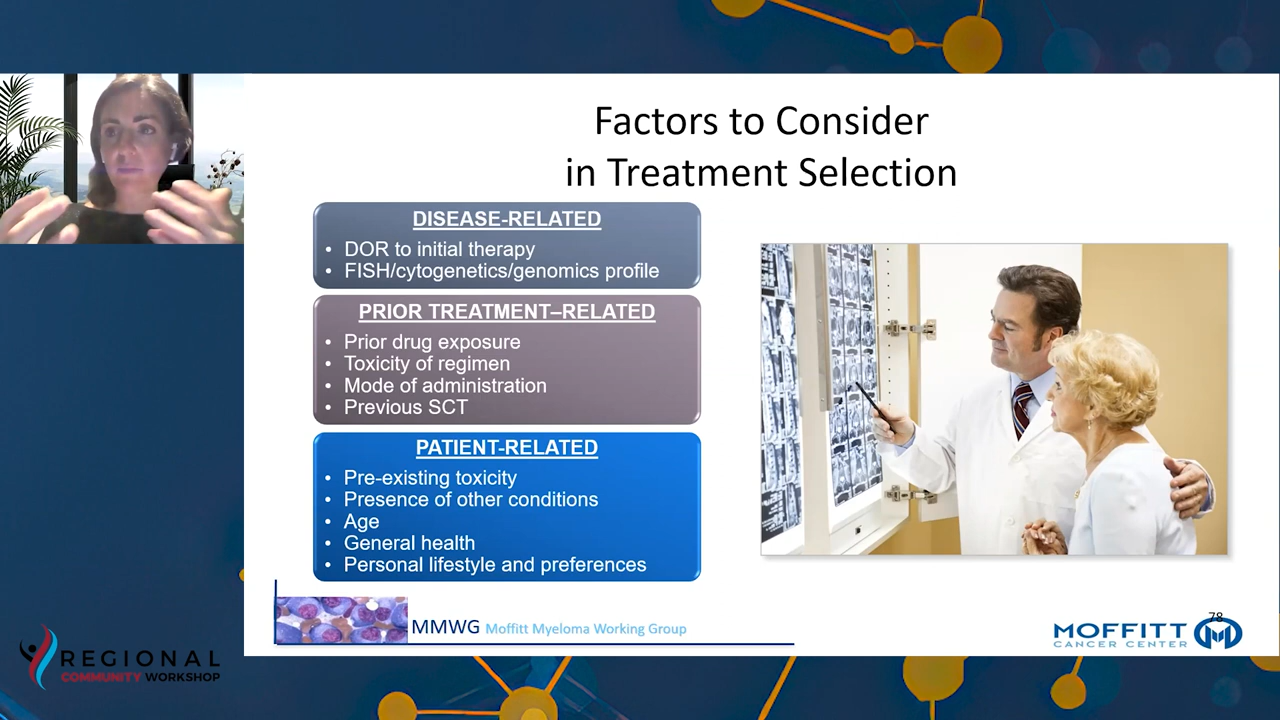 Factors to Consider
in Treatment Selection
DISEASE-RELATED
• DOR to initial therapy
• FISH/cytogenetics/genomics profile
PRIOR TREATMENT–RELATED
• Prior drug exposure
• Toxicity of regimen
• Mode of administration
• Previous SCT
PATIENT-RELATED
• Pre-existing toxicity
• Presence of other conditions
• Age
• General health
• Personal lifestyle and preferences
MMWG Moffitt Myeloma Working Group
78
MOFFITT
CANCER CENTER
REGIONAL
COMMUNITY WORKSHOP